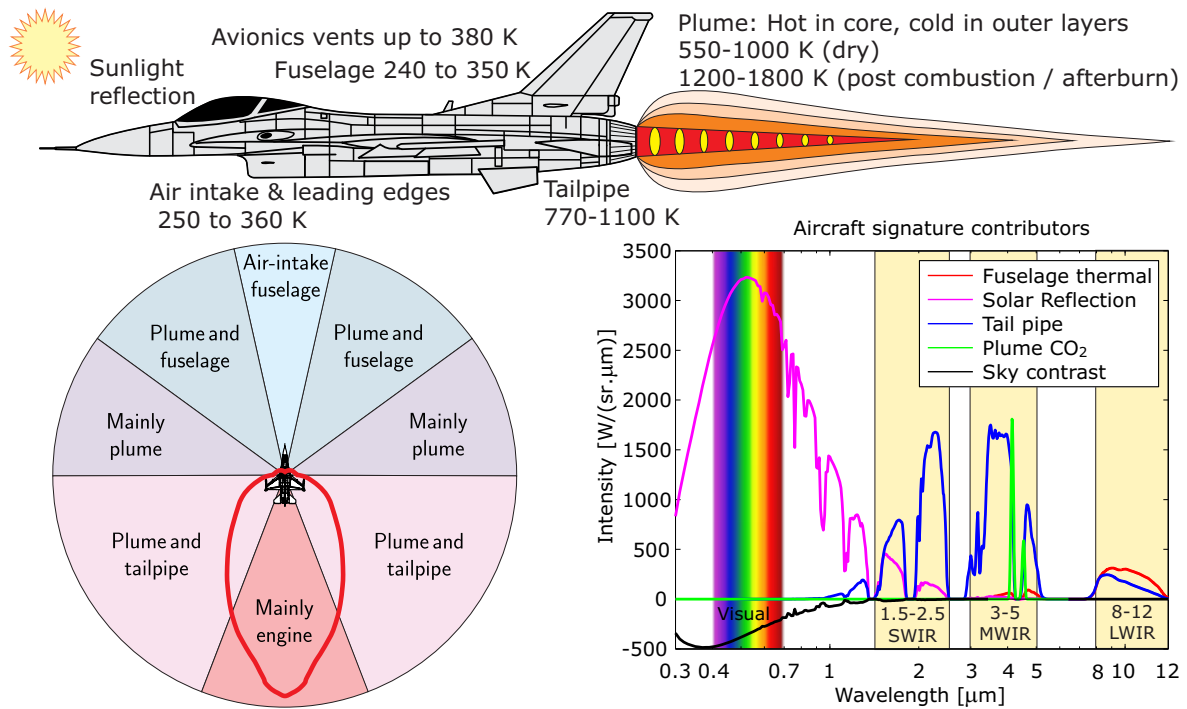 Sunlight
reflection
Avionics vents up to 380 K
Fuselage 240 to 350 K
Plume: Hot in core, cold in outer layers
550-1000 K (dry)
1200-1800 K (post combustion / afterburn)
Air intake & leading edges
250 to 360 K
Tailpipe
770-1100 K
Air-intake
fuselage
Plume and
fuselage
Plume and
fuselage
Mainly
plume
Mainly
plume
Plume and
tailpipe
Plume and
tailpipe
Mainly
engine
Aircraft signature contributors
Intensity [W/(sr.μm)]
3500
3000
2500
2000
1500
1000
500
0
-500
Fuselage thermal
Solar Reflection
Tail pipe
Plume CO₂
Sky contrast
Visual
1.5-2.5
SWIR
3-5
MWIR
8-12
LWIR
0.3 0.4 0.7 1 2 3 4 5 8 10 12
Wavelength [μm]